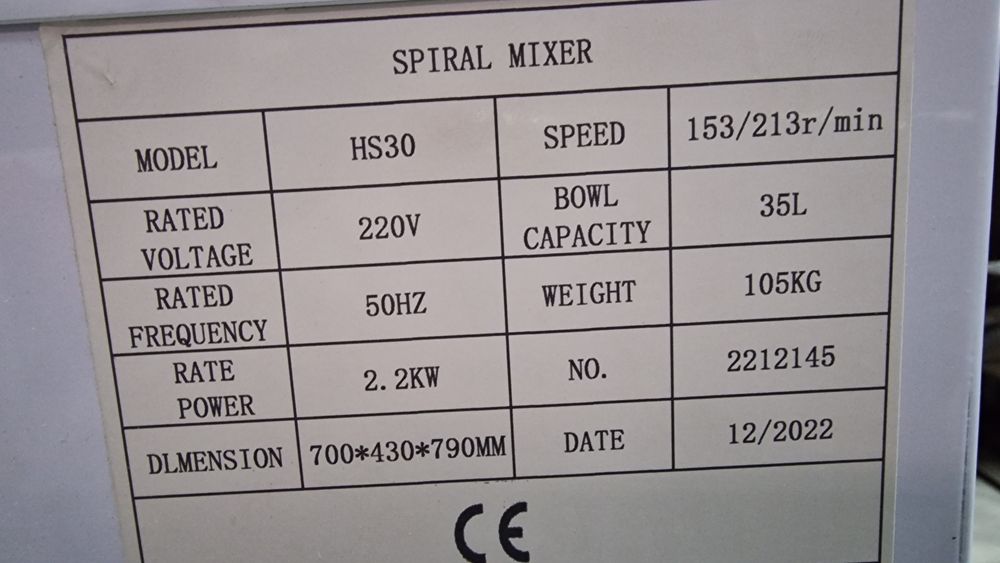 SPIRAL MIXER
MODEL HS30 SPEED 153/213r/min
RATED VOLTAGE 220V BOWL CAPACITY 35L
RATED FREQUENCY 50HZ WEIGHT 105KG
RATE POWER 2.2KW NO. 2212145
DLMENSION 700*430*790MM DATE 12/2022
CE